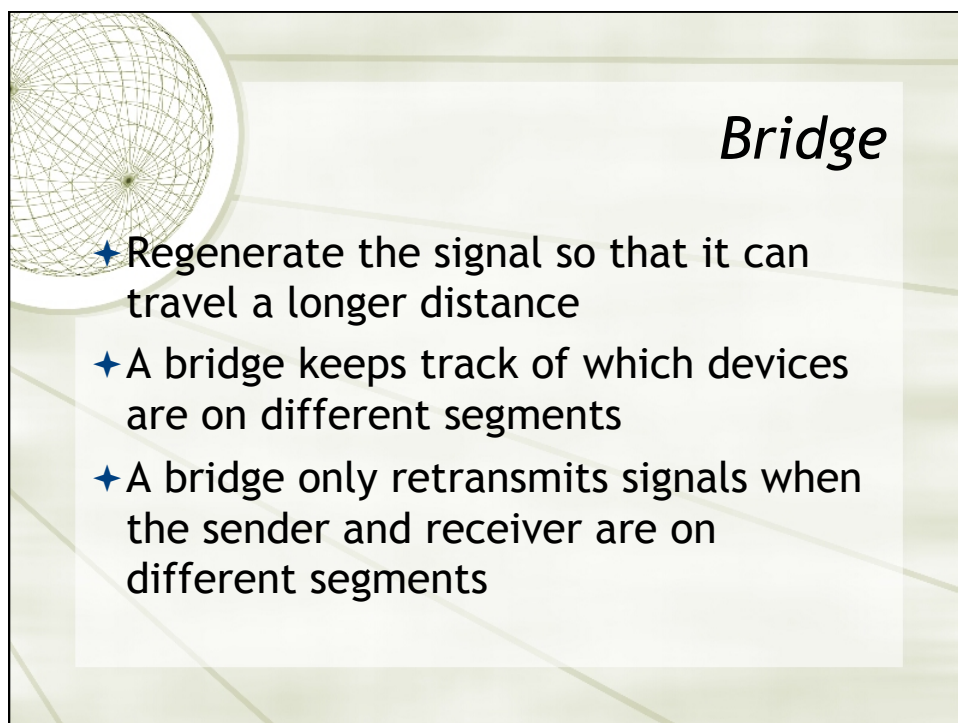 Bridge
Regenerate the signal so that it can
travel a longer distance
A bridge keeps track of which devices
are on different segments
A bridge only retransmits signals when
the sender and receiver are on
different segments